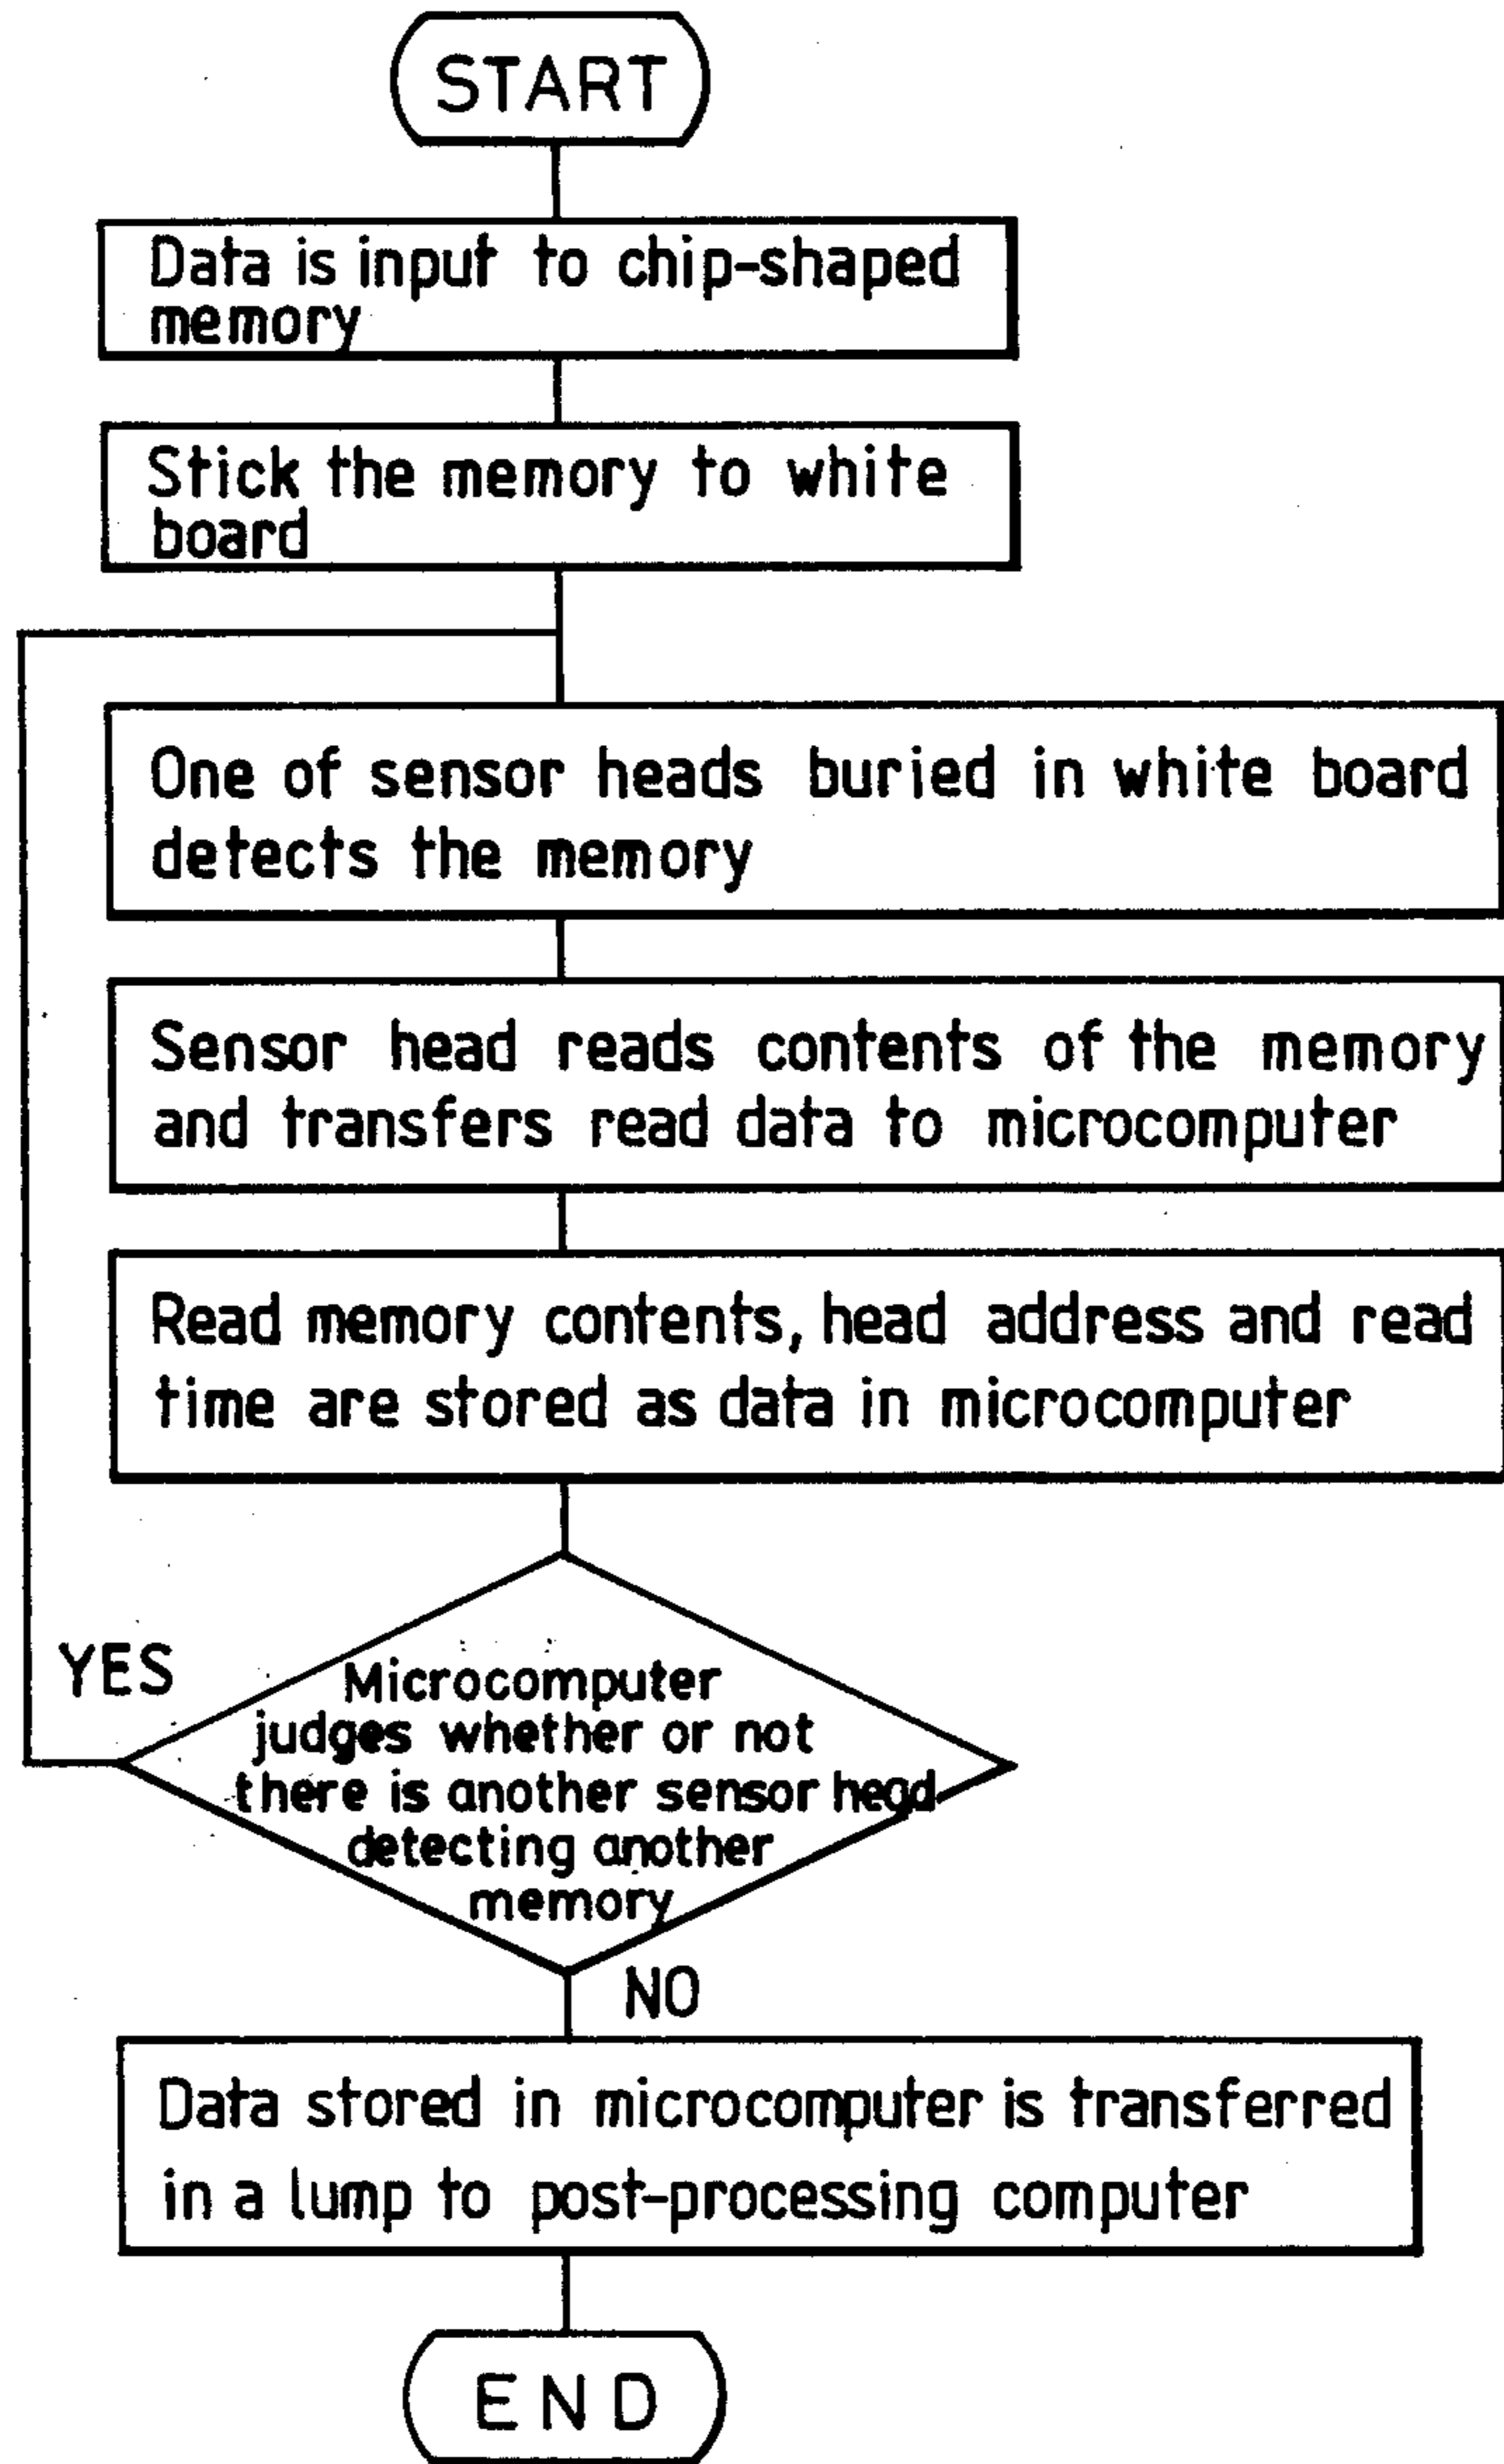 START
Data is input to chip-shaped
memory
Stick the memory to white
board
One of sensor heads buried in white board
detects the memory
Sensor head reads contents of the memory
and transfers read data to microcomputer
Read memory contents, head address and read
time are stored as data in microcomputer
YES
Microcomputer
judges whether or not
there is another sensor head
detecting another
memory
NO
Data stored in microcomputer is transferred
in a lump to post-processing computer
END